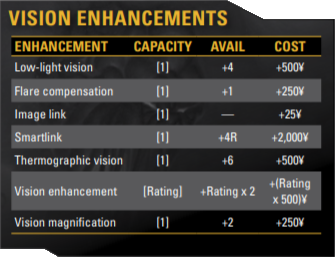 VISION ENHANCEMENTS
ENHANCEMENT CAPACITY AVAIL COST
Low-light vision [1] +4 +500¥
Flare compensation [1] +1 +250¥
Image link [1] — +25¥
Smartlink [1] +4R +2,000¥
Thermographic vision [1] +6 +500¥
Vision enhancement [Rating] +Rating x 2 +(Rating
x 500)¥
Vision magnification [1] +2 +250¥